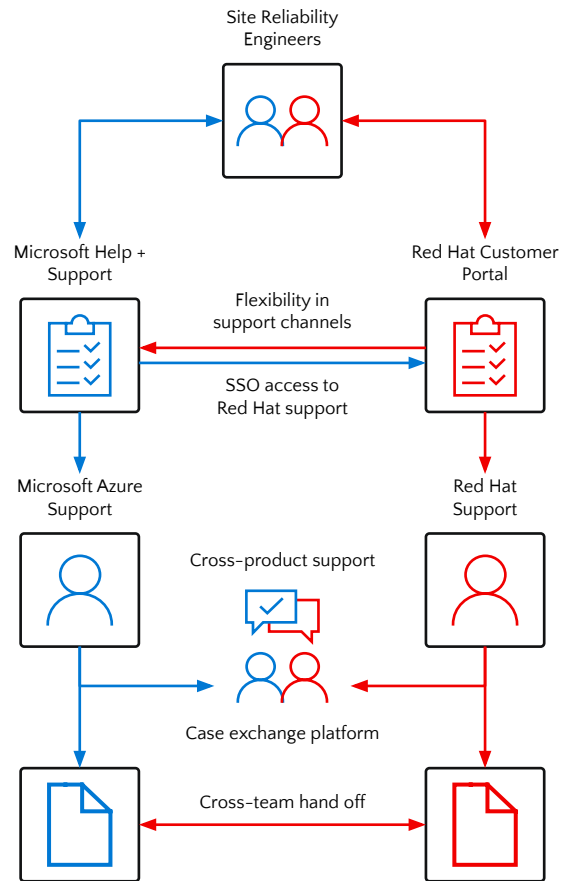 Site Reliability
Engineers
Microsoft Help +
Support
Red Hat Customer
Portal
Flexibility in
support channels
SSO access to
Red Hat support
Microsoft Azure
Support
Red Hat
Support
Cross-product support
Case exchange platform
Cross-team hand off